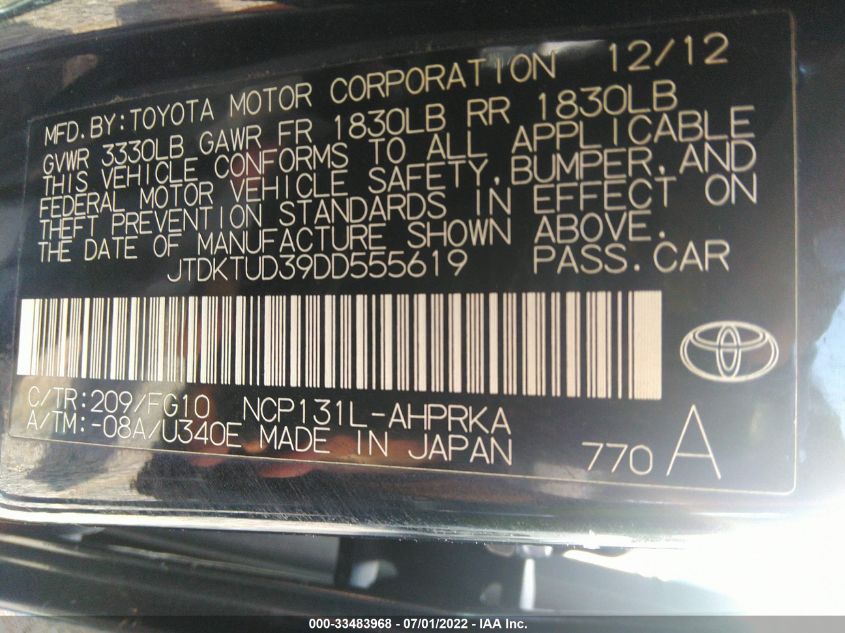 MFD.BY:TOYOTA MOTOR CORPORATION 12/12
GVWR 3330LB GAWR FR 1830LB RR 1830LB
THIS VEHICLE CONFORMS TO ALL APPLICABLE
FEDERAL MOTOR VEHICLE SAFETY,BUMPER,AND
THEFT PREVENTION STANDARDS IN EFFECT ON
THE DATE OF MANUFACTURE SHOWN ABOVE.
JTDKTUD39DD555619 PASS.CAR
C/TR:209/FG10 NCP131L-AHPRKA
A/TM:-08A/U340E MADE IN JAPAN 770 A
000-33483968 - 07/01/2022 - IAA Inc.